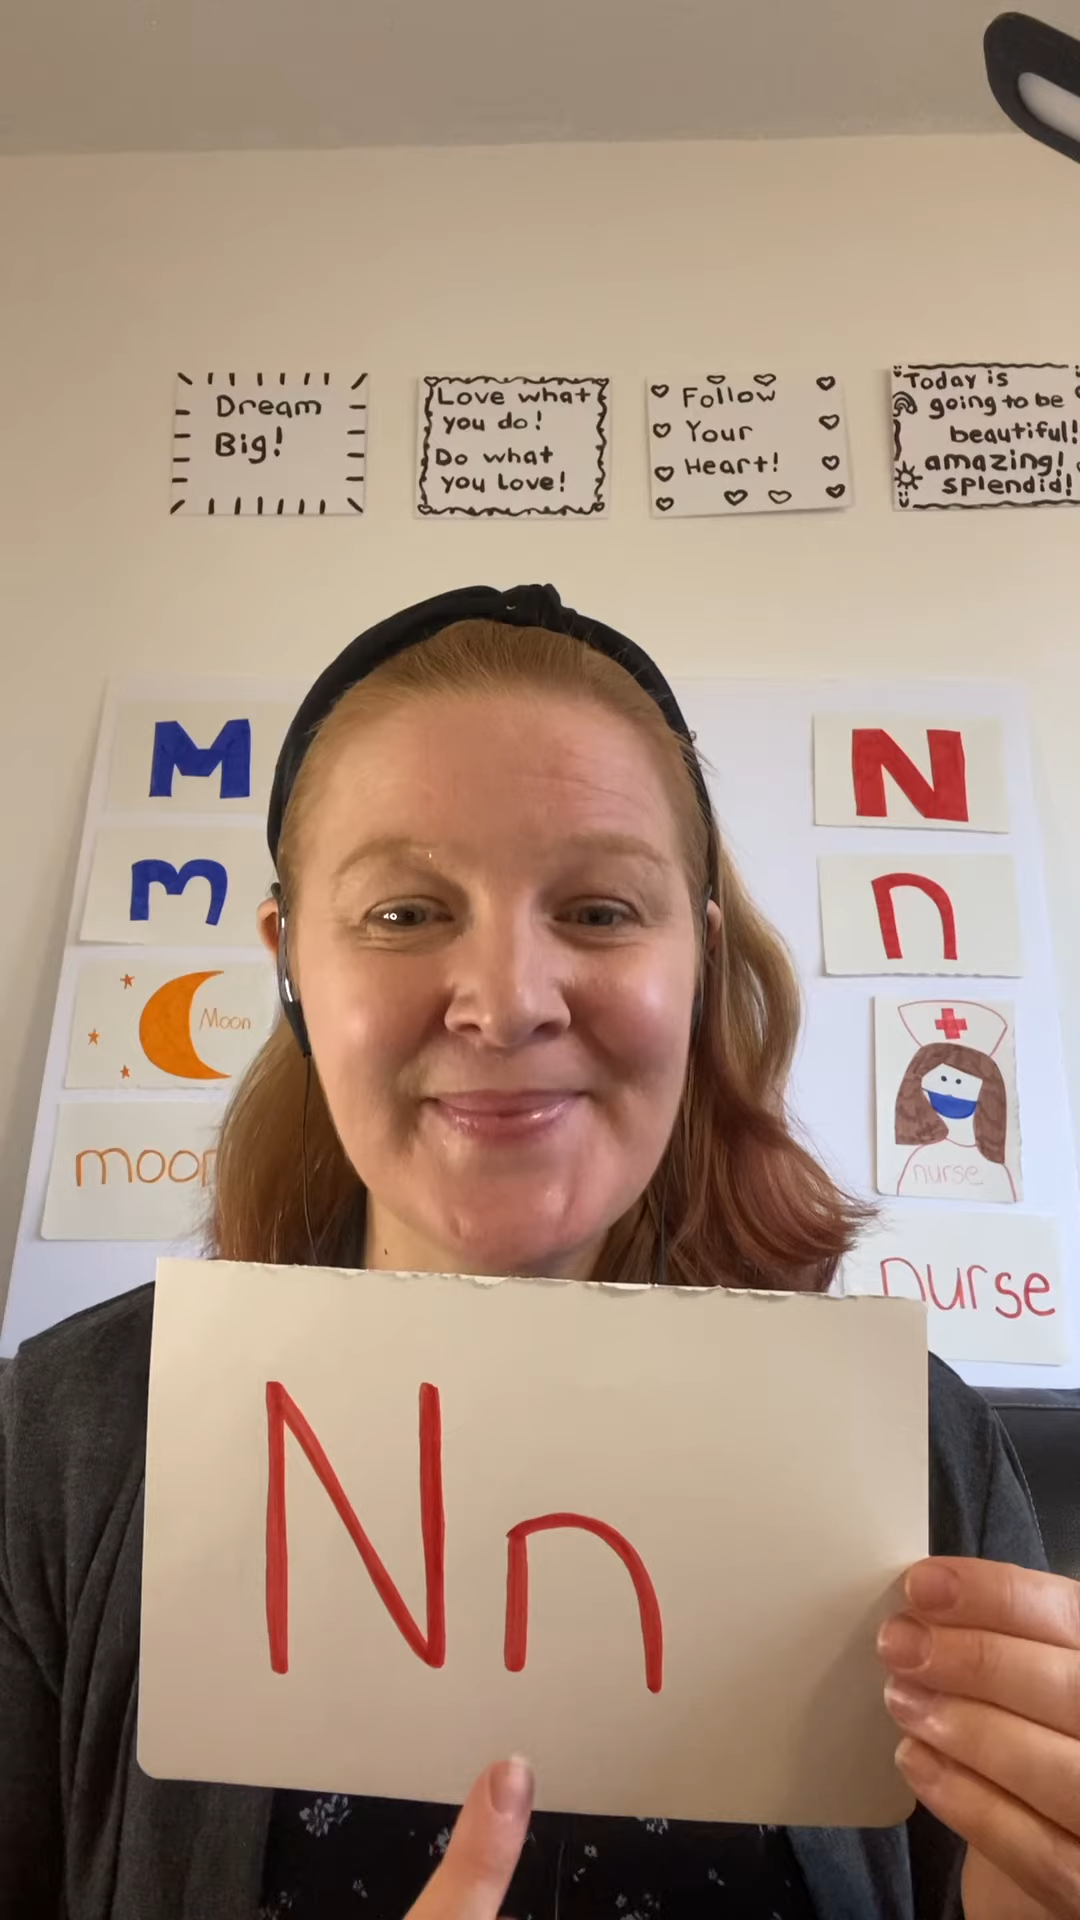 Dream
Big!
Love what
you do!
Do what
you Love!
Follow
Your
Heart!
Today is
going to be
beautiful!
amazing!
splendid!
M
m
Moon
moon
N
n
nurse
nurse
Nn